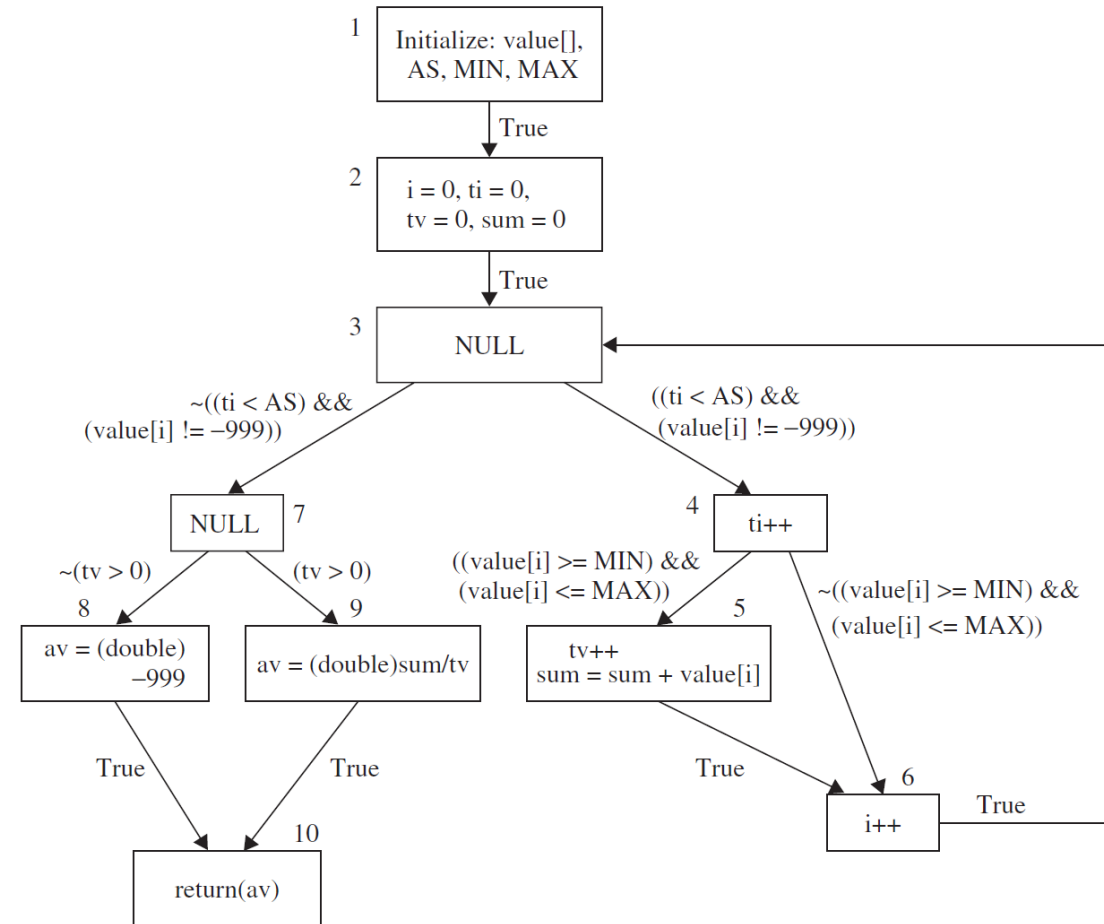 1
Initialize: value[],
AS, MIN, MAX
True
2
i = 0, ti = 0,
tv = 0, sum = 0
True
3
NULL
~((ti < AS) &&
(value[i] != −999))
((ti < AS) &&
(value[i] != −999))
NULL
7
4
ti++
~(tv > 0)
(tv > 0)
((value[i] >= MIN) &&
(value[i] <= MAX))
~((value[i] >= MIN) &&
(value[i] <= MAX))
8
av = (double)
−999
9
av = (double)sum/tv
5
tv++
sum = sum + value[i]
True
True
True
6
i++
True
10
return(av)